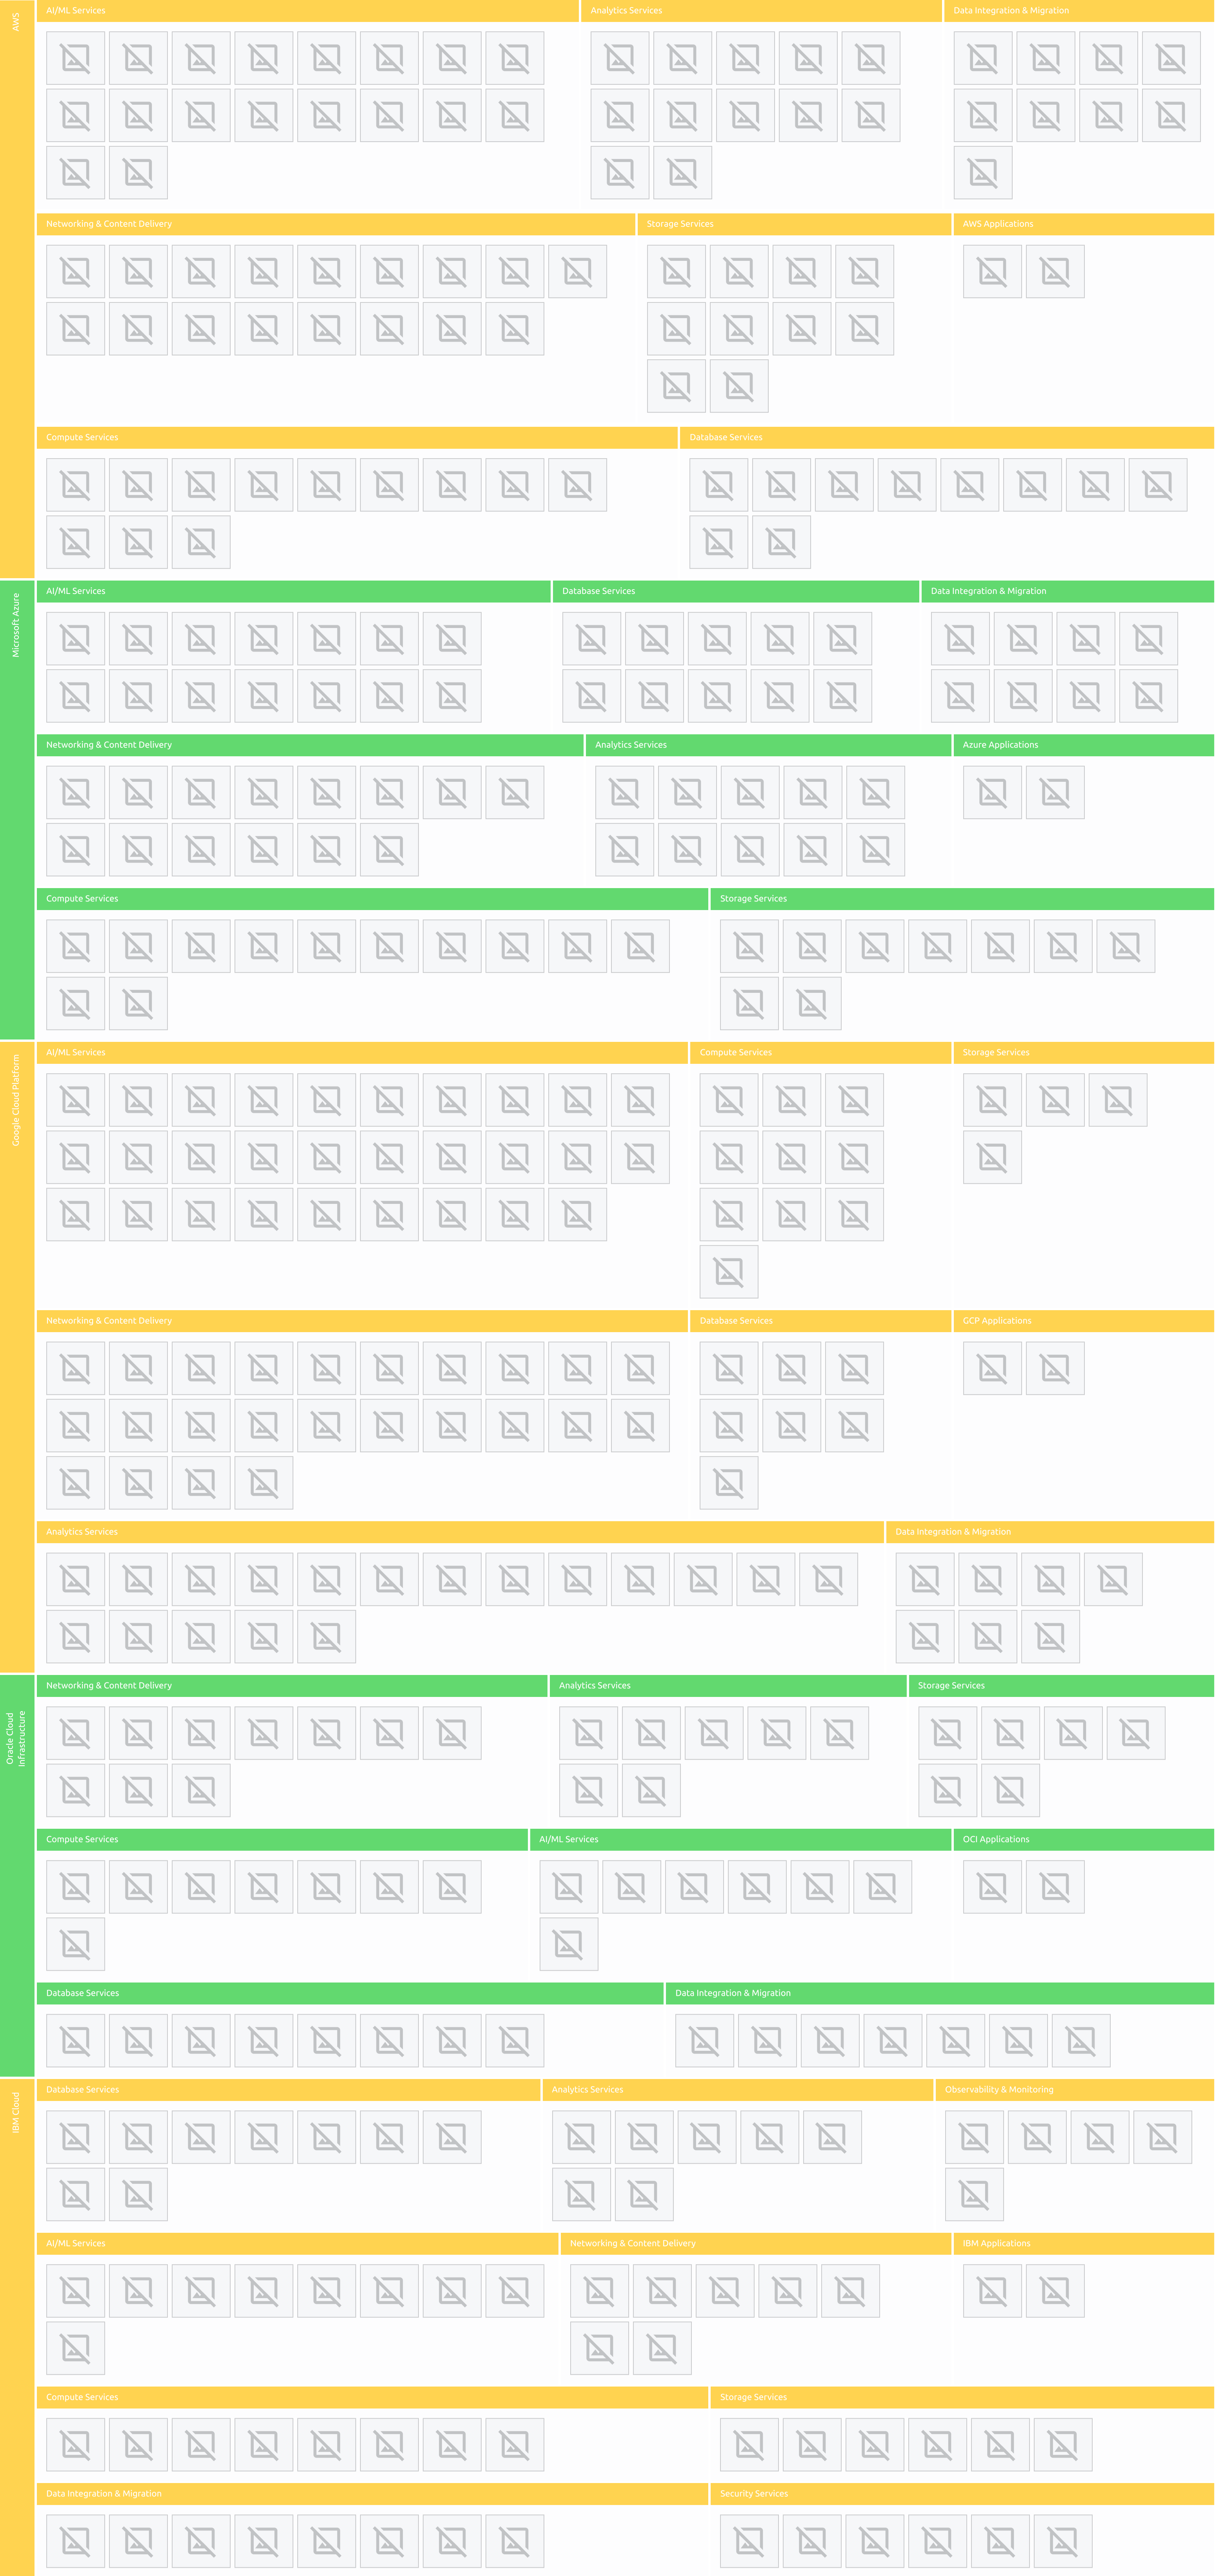 AWS
AI/ML Services
Analytics Services
Data Integration & Migration
Networking & Content Delivery
Storage Services
AWS Applications
Compute Services
Database Services
Microsoft Azure
AI/ML Services
Database Services
Data Integration & Migration
Networking & Content Delivery
Analytics Services
Azure Applications
Compute Services
Storage Services
Google Cloud Platform
AI/ML Services
Compute Services
Storage Services
Networking & Content Delivery
Database Services
GCP Applications
Analytics Services
Data Integration & Migration
Oracle Cloud
Infrastructure
Networking & Content Delivery
Analytics Services
Storage Services
Compute Services
AI/ML Services
OCI Applications
Database Services
Data Integration & Migration
IBM Cloud
Database Services
Analytics Services
Observability & Monitoring
AI/ML Services
Networking & Content Delivery
IBM Applications
Compute Services
Storage Services
Data Integration & Migration
Security Services